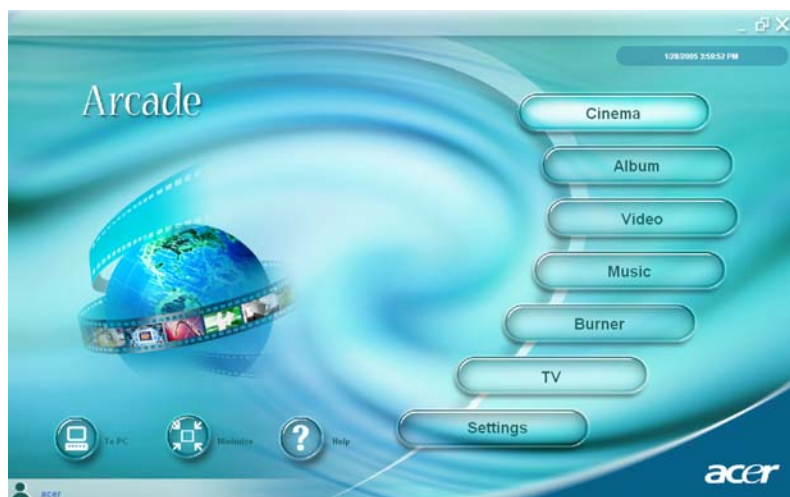 1/28/2005 3:59:52 PM
Arcade
Cinema
Album
Video
Music
Burner
TV
Settings
To PC
Minimize
Help
acer
acer